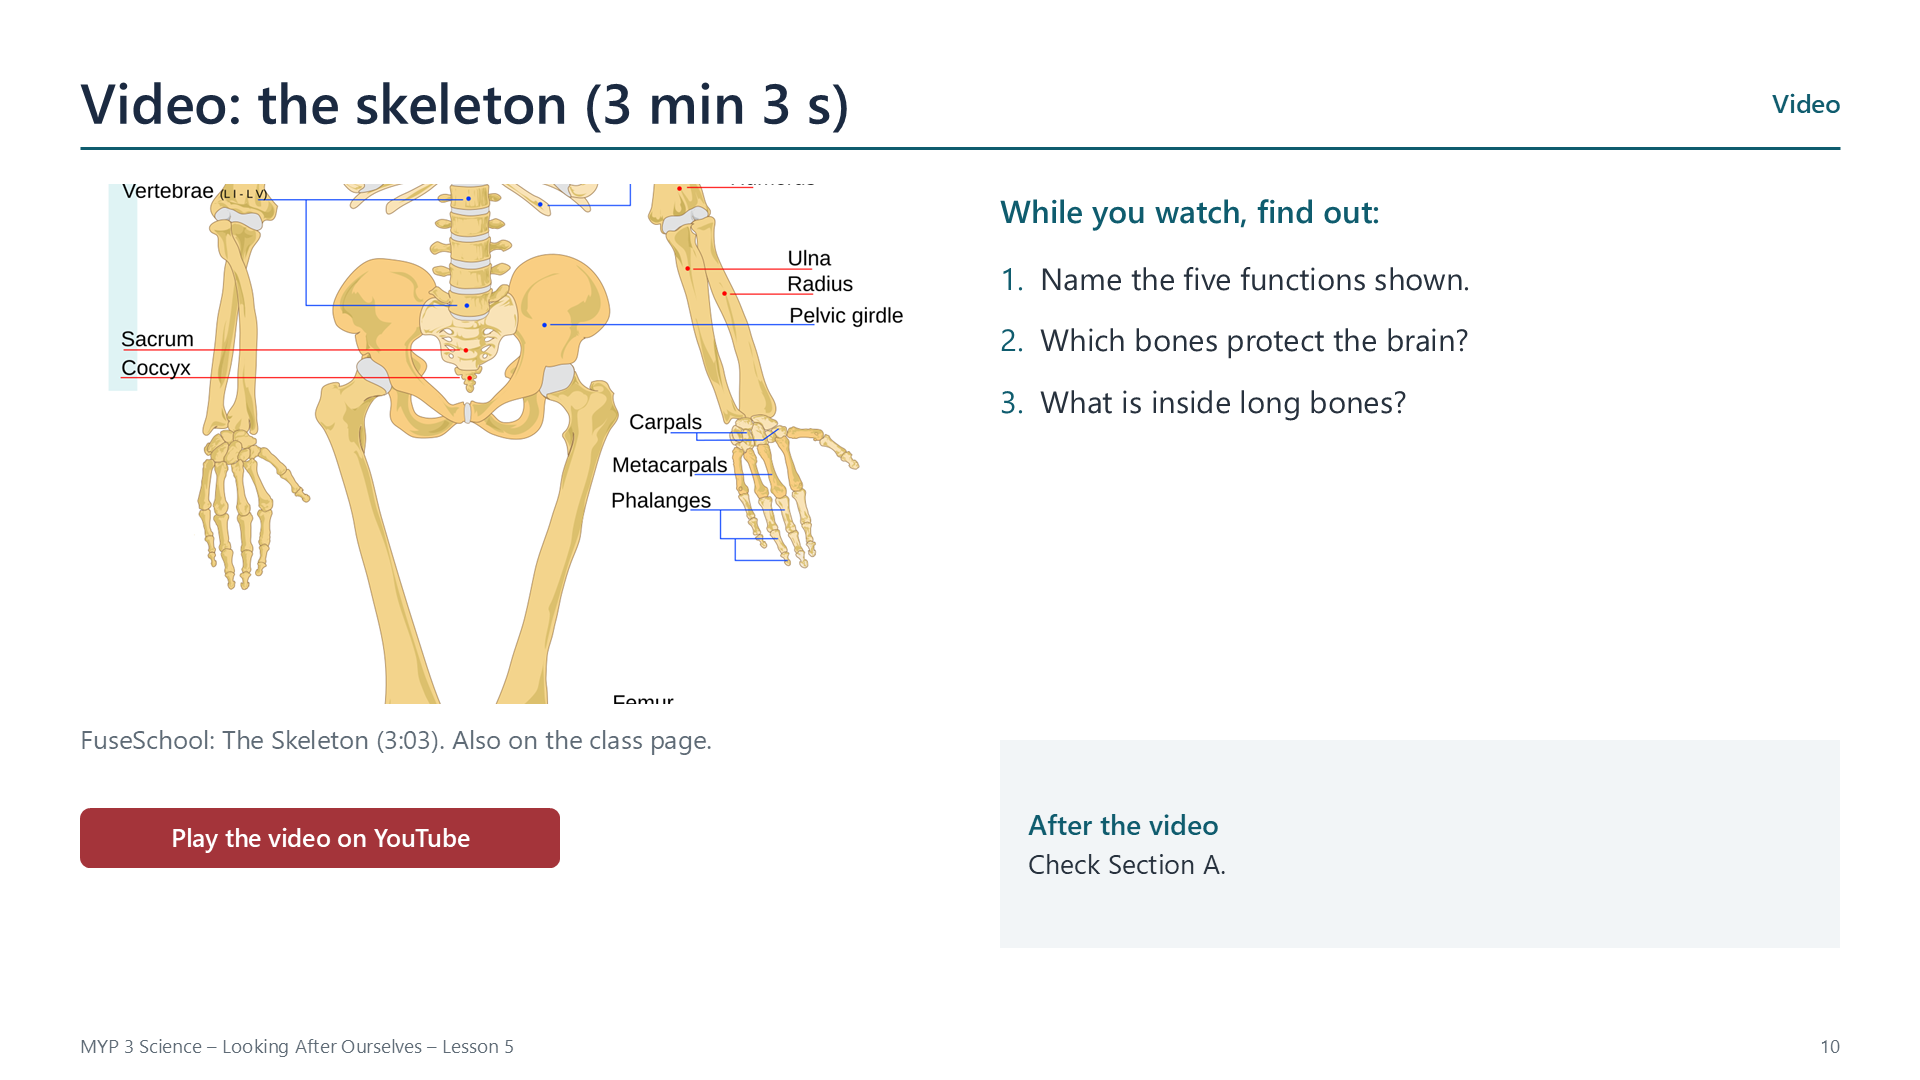 Video: the skeleton (3 min 3 s)
Video
Vertebrae (L I - L V)
Ulna
Radius
Pelvic girdle
Sacrum
Coccyx
Carpals
Metacarpals
Phalanges
Femur
FuseSchool: The Skeleton (3:03). Also on the class page.
Play the video on YouTube
While you watch, find out:
1. Name the five functions shown.
2. Which bones protect the brain?
3. What is inside long bones?
After the video
Check Section A.
MYP 3 Science – Looking After Ourselves – Lesson 5
10